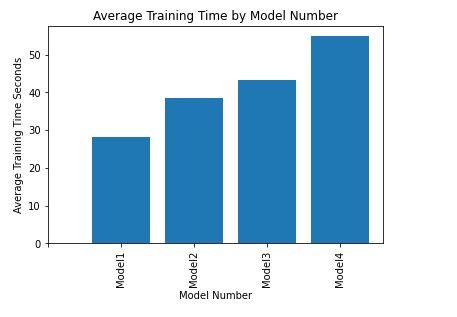 Average Training Time by Model Number
Average Training Time Seconds
50
40
30
20
10
0
Model1
Model2
Model3
Model4
Model Number